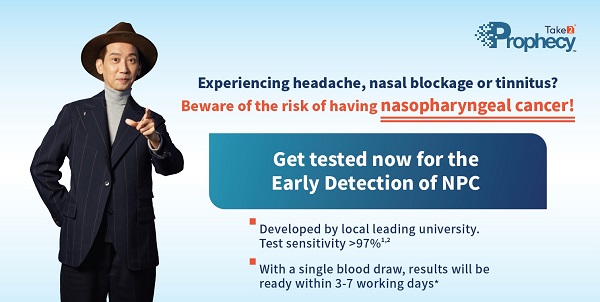 Take2
Prophecy™
Experiencing headache, nasal blockage or tinnitus?
Beware of the risk of having nasopharyngeal cancer!
Get tested now for the
Early Detection of NPC
Developed by local leading university.
Test sensitivity >97%¹,²
With a single blood draw, results will be
ready within 3-7 working days*